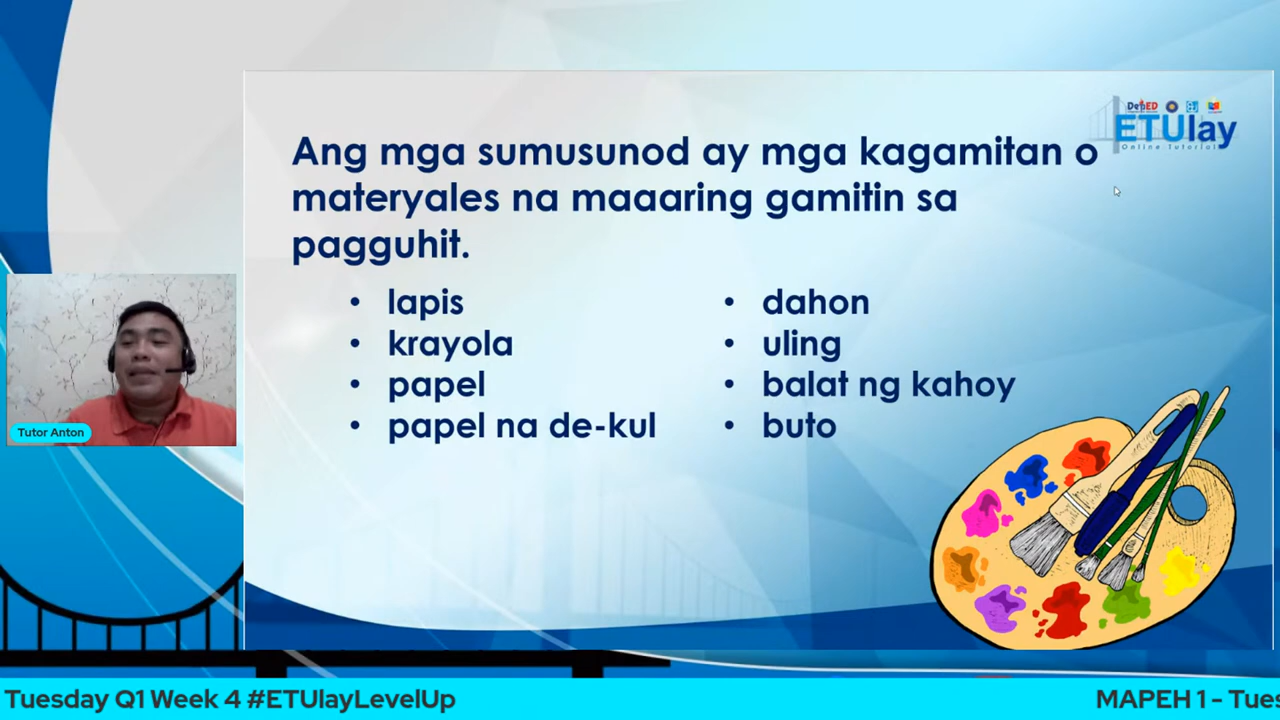 DepED
ETUlay
Online Tutorial
Ang mga sumusunod ay mga kagamitan o
materyales na maaaring gamitin sa
pagguhit.
• lapis
• krayola
• papel
• papel na de-kul
• dahon
• uling
• balat ng kahoy
• buto
Tutor Anton
Tuesday Q1 Week 4 #ETUlayLevelUp
MAPEH 1 - Tues